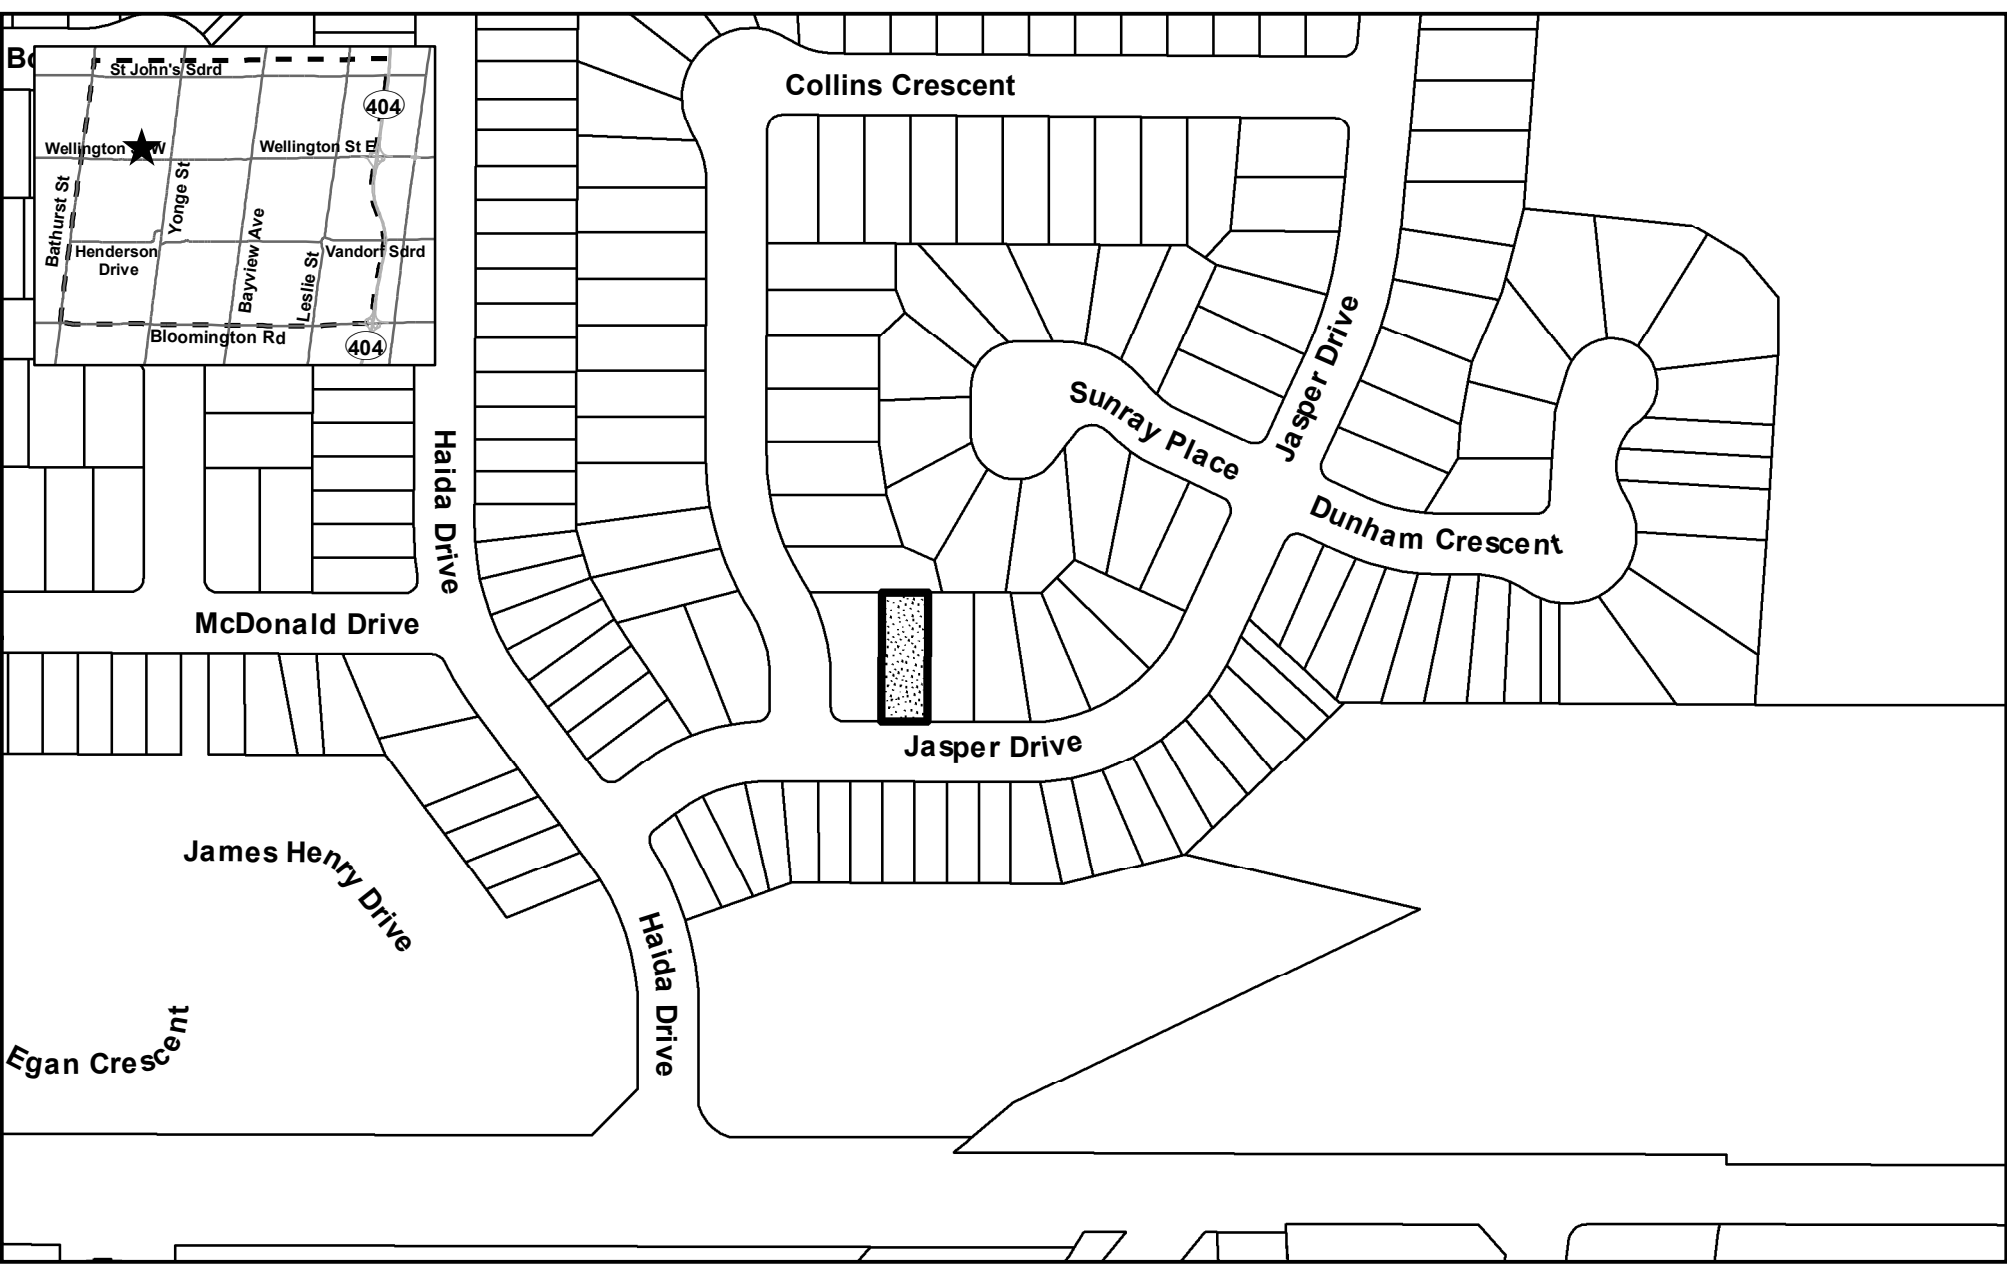 St John's Sdrd
404
Wellington St E
Yonge St
Bathurst St
Bayview Ave
Leslie St
Henderson
Drive
Vandorf Sdrd
Bloomington Rd
404
Collins Crescent
Jasper Drive
Sunray Place
Haida Drive
Dunham Crescent
McDonald Drive
Jasper Drive
James Henry Drive
Haida Drive
Egan Crescent